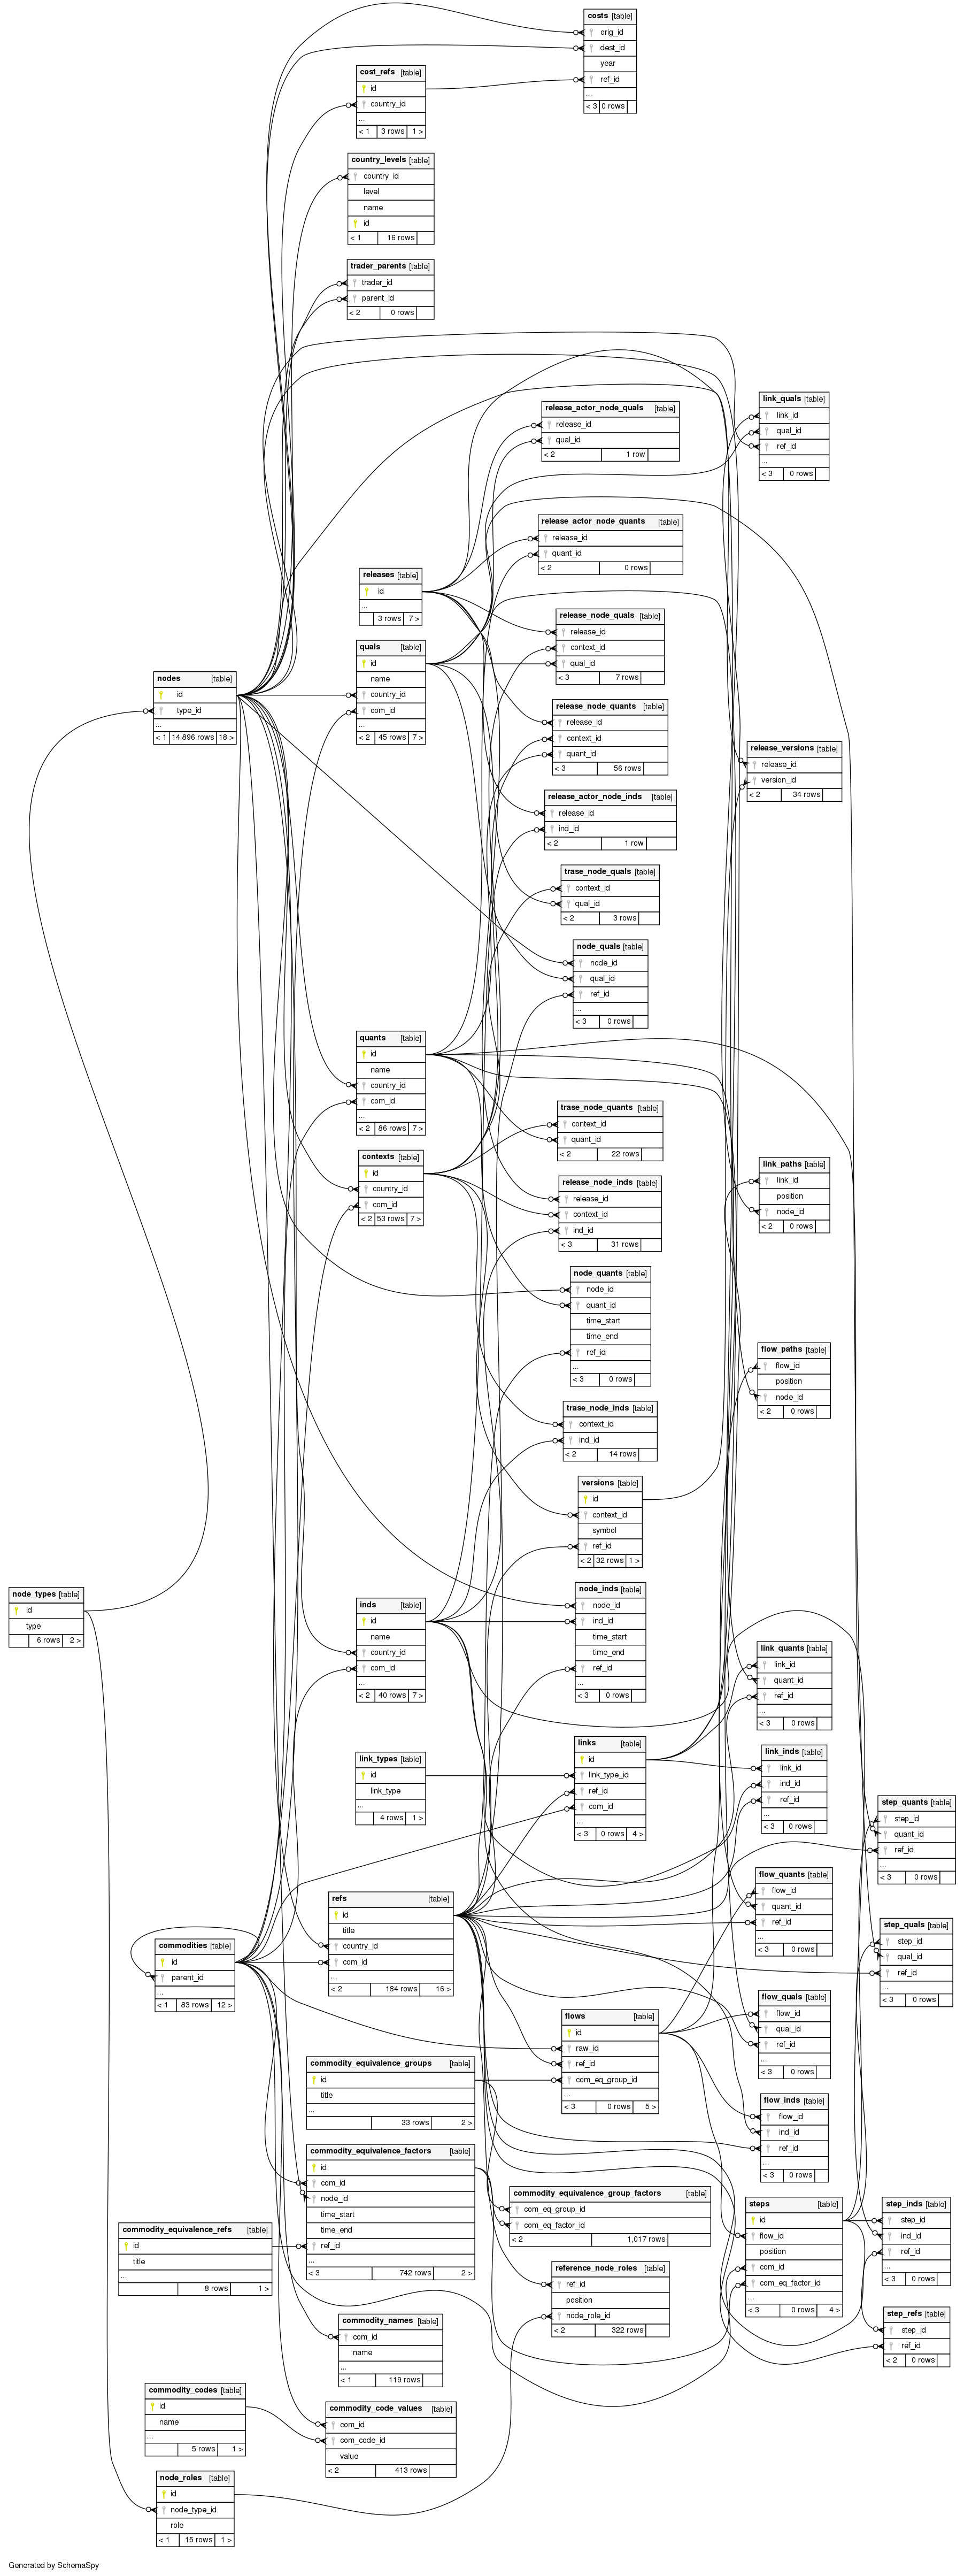 costs [table]
orig_id
dest_id
year
ref_id
...
< 3 0 rows
cost_refs [table]
id
country_id
...
< 1 3 rows 1 >
country_levels [table]
country_id
level
name
id
< 1 16 rows
trader_parents [table]
trader_id
parent_id
< 2 0 rows
link_quals [table]
link_id
qual_id
ref_id
...
< 3 0 rows
release_actor_node_quals [table]
release_id
qual_id
< 2 1 row
release_actor_node_quants [table]
release_id
quant_id
< 2 0 rows
releases [table]
id
...
3 rows 7 >
release_node_quals [table]
release_id
context_id
qual_id
< 3 7 rows
quals [table]
id
name
country_id
com_id
...
< 2 45 rows 7 >
nodes [table]
id
type_id
...
< 1 14,896 rows 18 >
release_node_quants [table]
release_id
context_id
quant_id
< 3 56 rows
release_versions [table]
release_id
version_id
< 2 34 rows
release_actor_node_inds [table]
release_id
ind_id
< 2 1 row
trase_node_quals [table]
context_id
qual_id
< 2 3 rows
node_quals [table]
node_id
qual_id
ref_id
...
< 3 0 rows
quants [table]
id
name
country_id
com_id
...
< 2 86 rows 7 >
trase_node_quants [table]
context_id
quant_id
< 2 22 rows
contexts [table]
id
country_id
com_id
< 2 53 rows 7 >
link_paths [table]
link_id
position
node_id
< 2 0 rows
release_node_inds [table]
release_id
context_id
ind_id
< 3 31 rows
node_quants [table]
node_id
quant_id
time_start
time_end
ref_id
...
< 3 0 rows
flow_paths [table]
flow_id
position
node_id
< 2 0 rows
trase_node_inds [table]
context_id
ind_id
< 2 14 rows
versions [table]
id
context_id
symbol
ref_id
< 2 32 rows 1 >
node_types [table]
id
type
6 rows 2 >
node_inds [table]
node_id
ind_id
time_start
time_end
ref_id
...
< 3 0 rows
inds [table]
id
name
country_id
com_id
...
< 2 40 rows 7 >
link_quants [table]
link_id
quant_id
ref_id
...
< 3 0 rows
links [table]
id
link_type_id
ref_id
com_id
...
< 3 0 rows 4 >
link_types [table]
id
link_type
...
4 rows 1 >
link_inds [table]
link_id
ind_id
ref_id
...
< 3 0 rows
step_quants [table]
step_id
quant_id
ref_id
...
< 3 0 rows
flow_quants [table]
flow_id
quant_id
ref_id
...
< 3 0 rows
refs [table]
id
title
country_id
com_id
...
< 2 184 rows 16 >
step_quals [table]
step_id
qual_id
ref_id
...
< 3 0 rows
commodities [table]
id
parent_id
...
< 1 83 rows 12 >
flow_quals [table]
flow_id
qual_id
ref_id
...
< 3 0 rows
flows [table]
id
raw_id
ref_id
com_eq_group_id
...
< 3 0 rows 5 >
commodity_equivalence_groups [table]
id
title
...
33 rows 2 >
flow_inds [table]
flow_id
ind_id
ref_id
...
< 3 0 rows
commodity_equivalence_factors [table]
id
com_id
node_id
time_start
time_end
ref_id
...
< 3 742 rows 2 >
commodity_equivalence_group_factors [table]
com_eq_group_id
com_eq_factor_id
< 2 1,017 rows
steps [table]
id
flow_id
position
com_id
com_eq_factor_id
...
< 3 0 rows 4 >
step_inds [table]
step_id
ind_id
ref_id
...
< 3 0 rows
commodity_equivalence_refs [table]
id
title
...
8 rows 1 >
reference_node_roles [table]
ref_id
position
node_role_id
< 2 322 rows
step_refs [table]
step_id
ref_id
< 2 0 rows
commodity_names [table]
com_id
name
...
< 1 119 rows
commodity_codes [table]
id
name
...
5 rows 1 >
commodity_code_values [table]
com_id
com_code_id
value
< 2 413 rows
node_roles [table]
id
node_type_id
role
< 1 15 rows 1 >
Generated by SchemaSpy